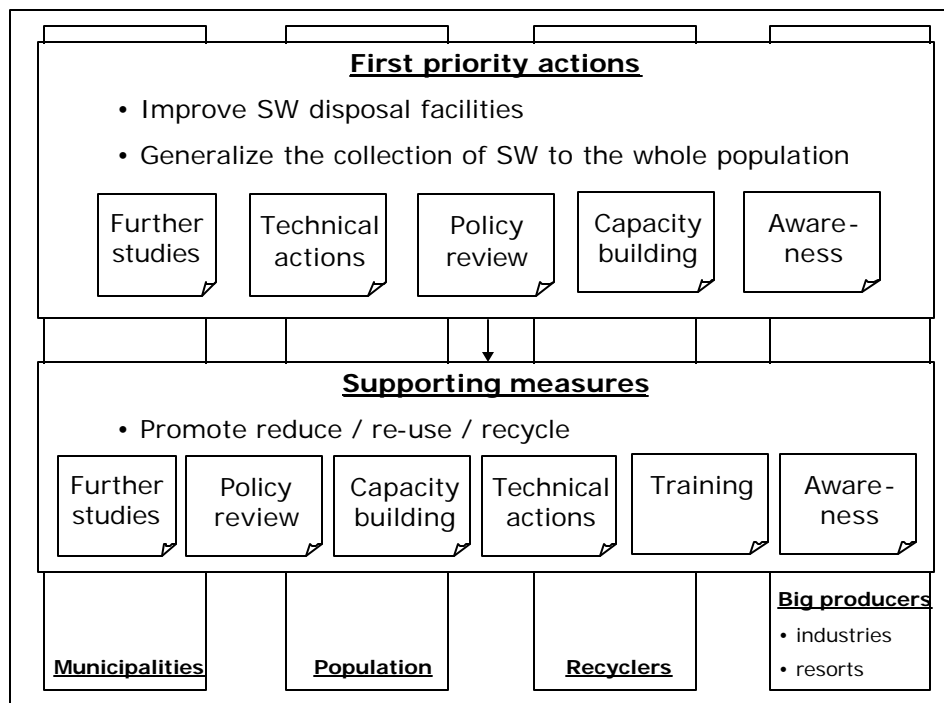 First priority actions
• Improve SW disposal facilities
• Generalize the collection of SW to the whole population
Further
studies
Technical
actions
Policy
review
Capacity
building
Aware-
ness
Supporting measures
• Promote reduce / re-use / recycle
Further
studies
Policy
review
Capacity
building
Technical
actions
Training
Aware-
ness
Municipalities
Population
Recyclers
Big producers
• industries
• resorts